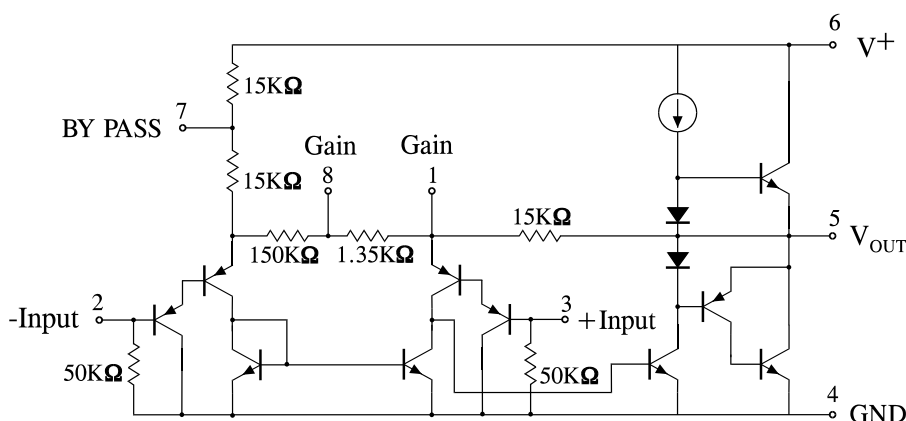 6
V+
15KΩ
7
BY PASS
Gain
8
Gain
1
15KΩ
15KΩ
5
VOUT
150KΩ
1.35KΩ
2
-Input
3
+Input
50KΩ
50KΩ
4
GND